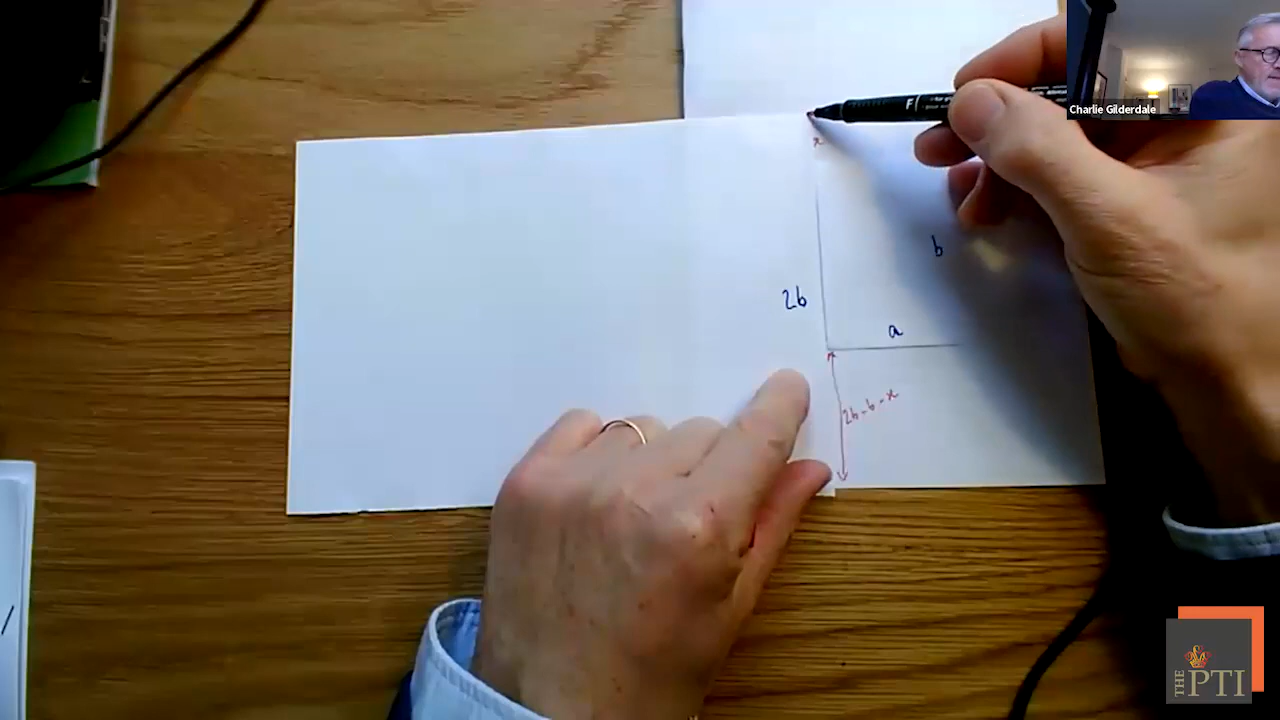 Charlie Gilderdale
F
x
b
2b
a
2b-b-x
THE PTI